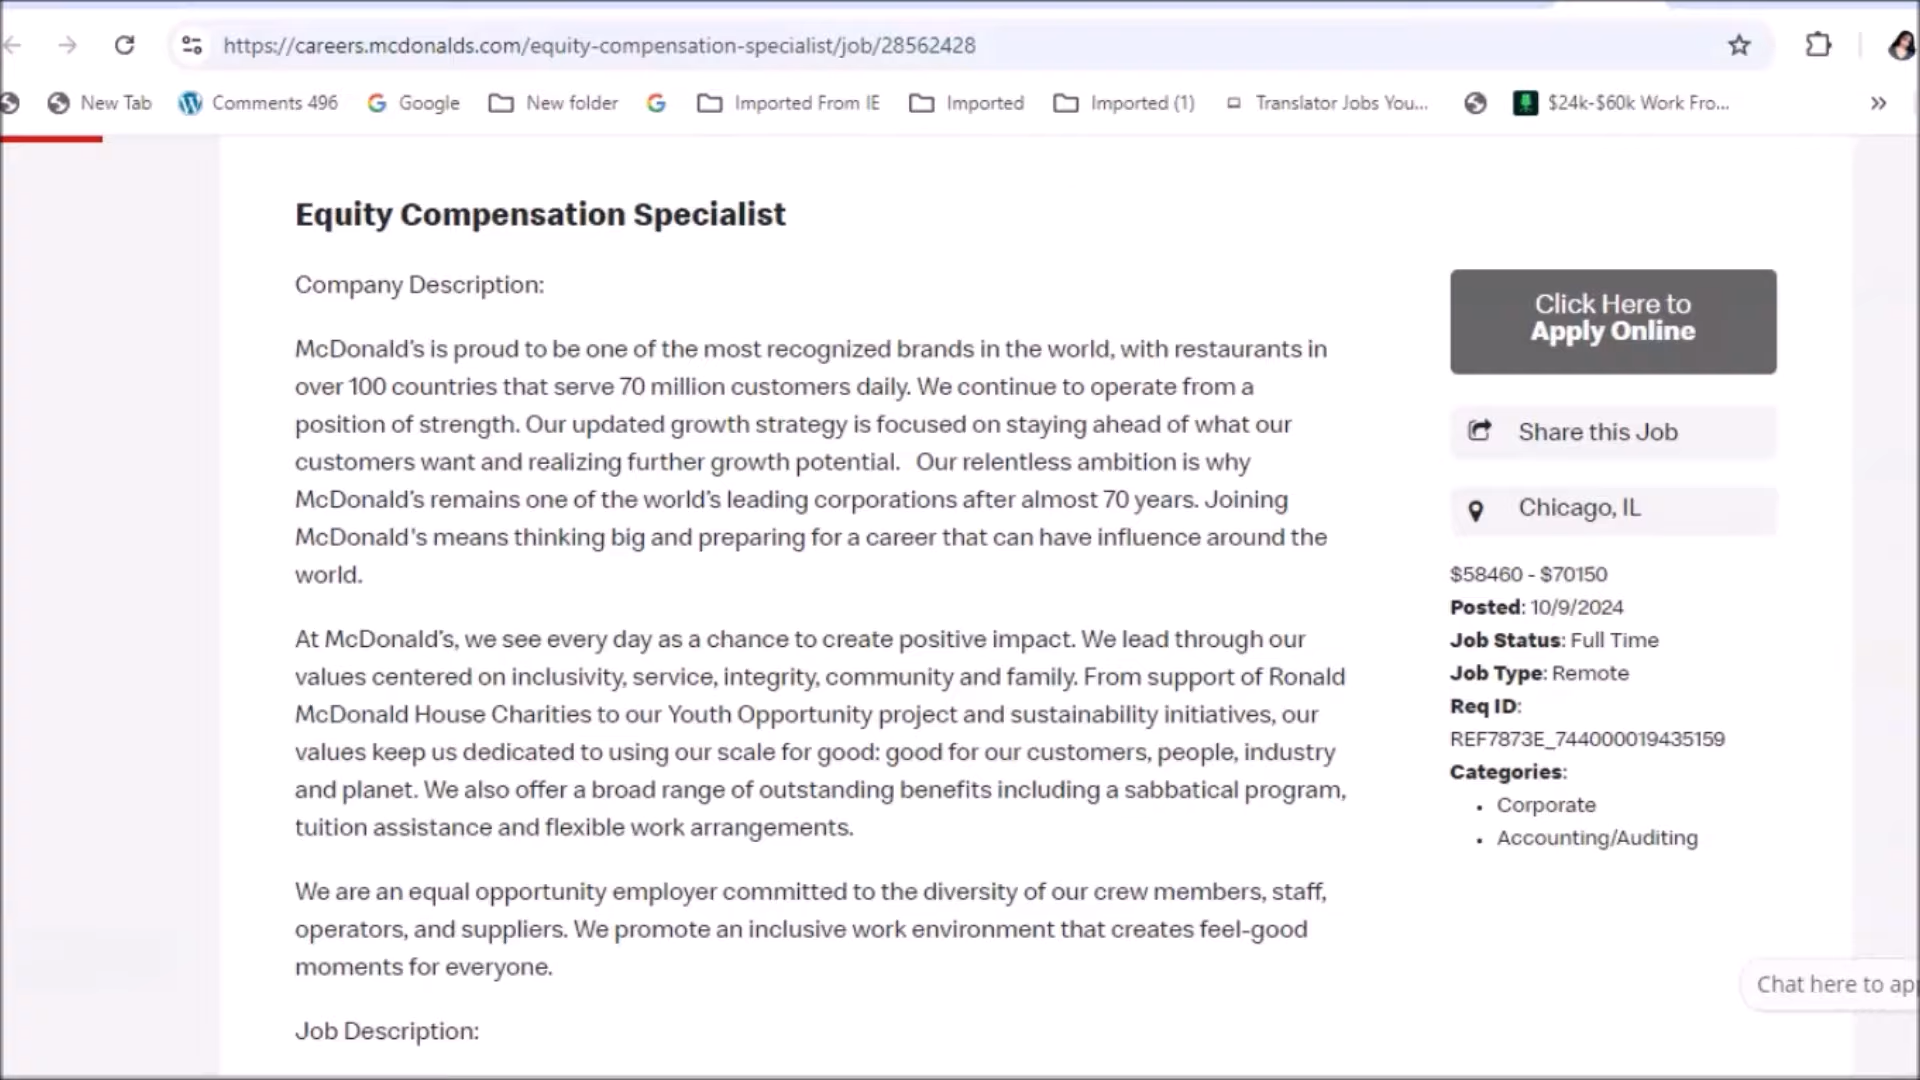 https://careers.mcdonalds.com/equity-compensation-specialist/job/28562428
New Tab
Comments 496
Google
New folder
Imported From IE
Imported
Imported (1)
Translator Jobs You...
$24k-$60k Work Fro...
Equity Compensation Specialist
Company Description:
McDonald's is proud to be one of the most recognized brands in the world, with restaurants in
over 100 countries that serve 70 million customers daily. We continue to operate from a
position of strength. Our updated growth strategy is focused on staying ahead of what our
customers want and realizing further growth potential.   Our relentless ambition is why
McDonald's remains one of the world's leading corporations after almost 70 years. Joining
McDonald's means thinking big and preparing for a career that can have influence around the
world.
At McDonald's, we see every day as a chance to create positive impact. We lead through our
values centered on inclusivity, service, integrity, community and family. From support of Ronald
McDonald House Charities to our Youth Opportunity project and sustainability initiatives, our
values keep us dedicated to using our scale for good: good for our customers, people, industry
and planet. We also offer a broad range of outstanding benefits including a sabbatical program,
tuition assistance and flexible work arrangements.
We are an equal opportunity employer committed to the diversity of our crew members, staff,
operators, and suppliers. We promote an inclusive work environment that creates feel-good
moments for everyone.
Job Description:
Click Here to
Apply Online
Share this Job
Chicago, IL
$58460 - $70150
Posted: 10/9/2024
Job Status: Full Time
Job Type: Remote
Req ID:
REF7873E_744000019435159
Categories:
• Corporate
• Accounting/Auditing
Chat here to ap